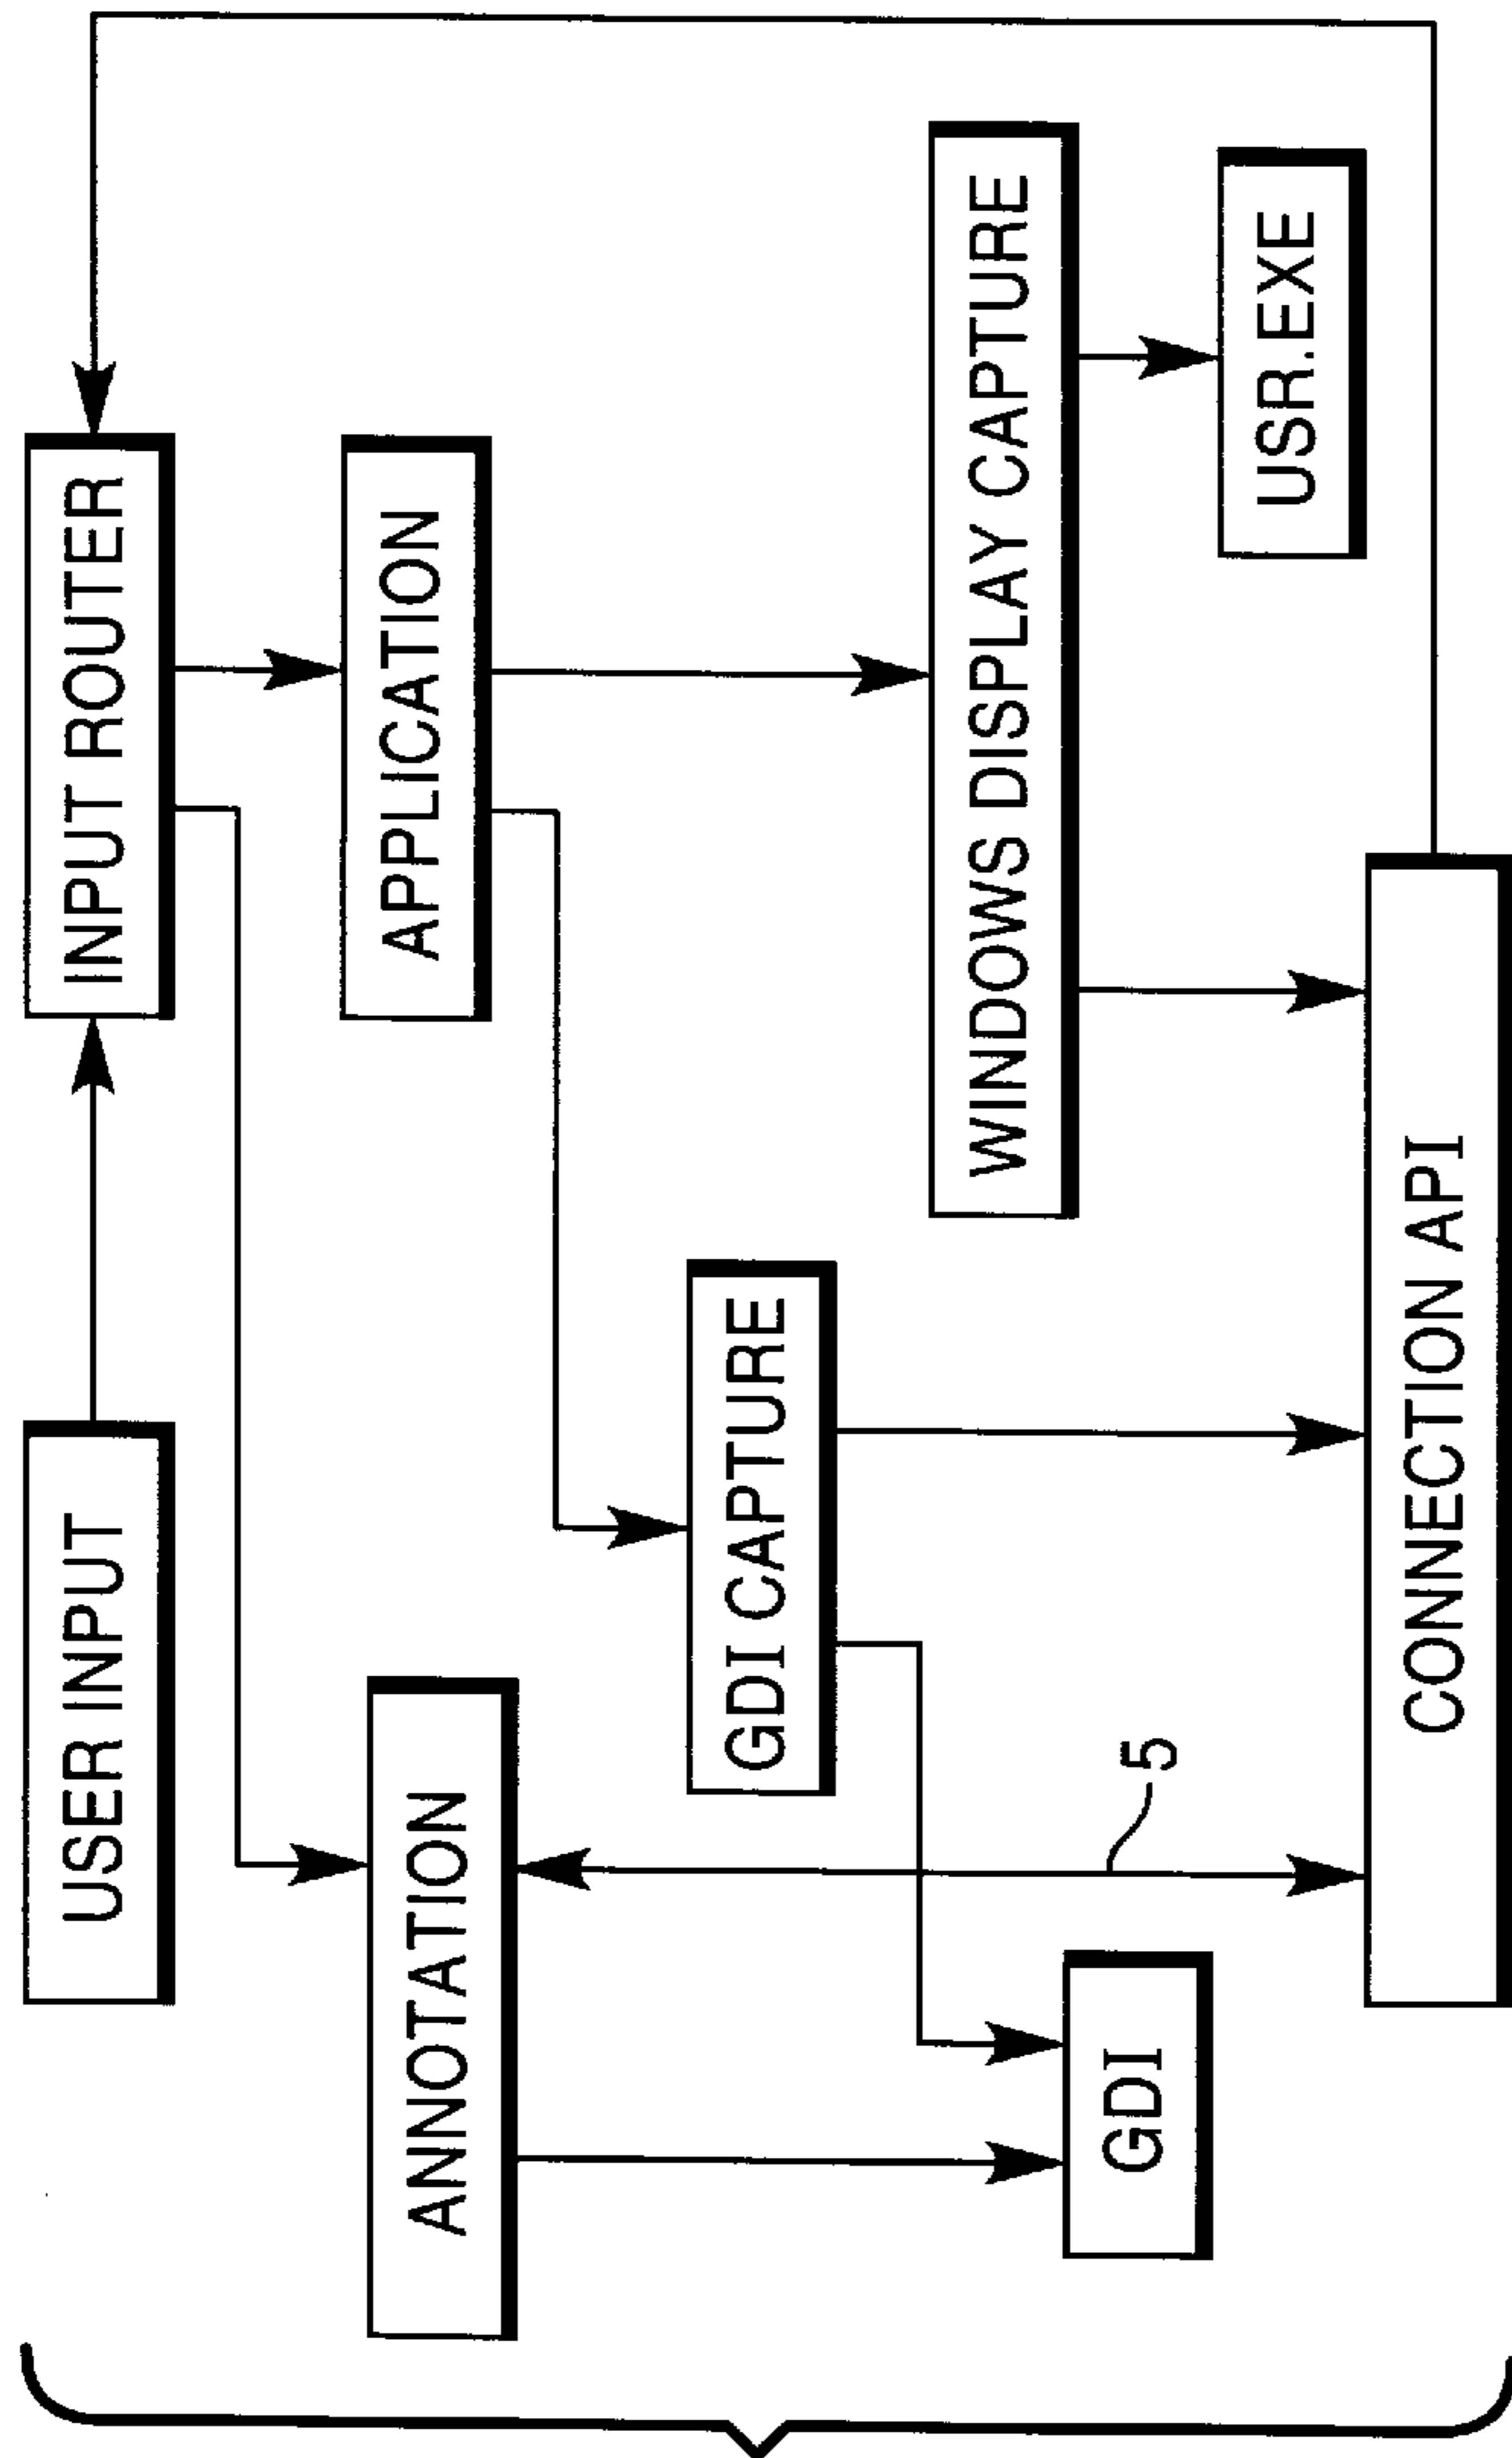 USER INPUT
INPUT ROUTER
ANNOTATION
APPLICATION
GDI CAPTURE
WINDOWS DISPLAY CAPTURE
GDI
5
USR.EXE
CONNECTION API